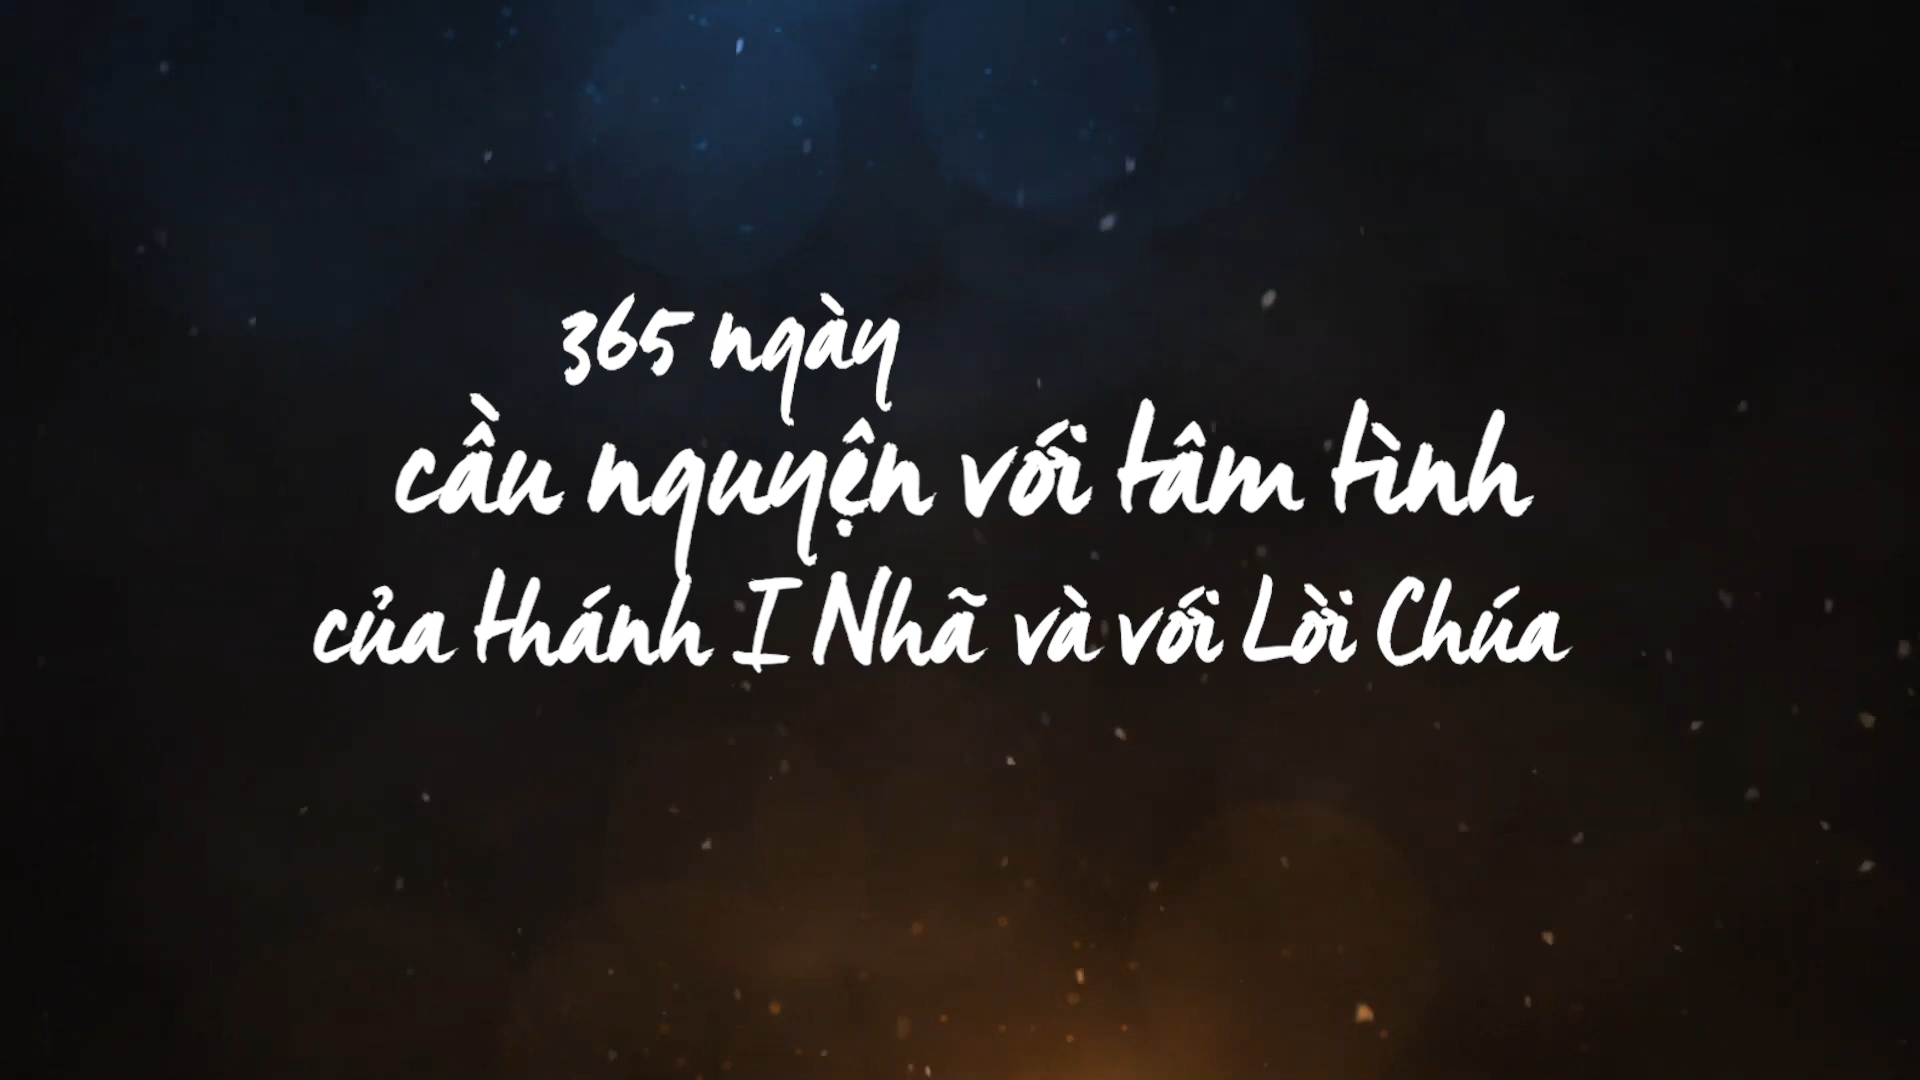 365 ngày
cầu nguyện với tâm tình
của thánh I Nhã và với Lời Chúa